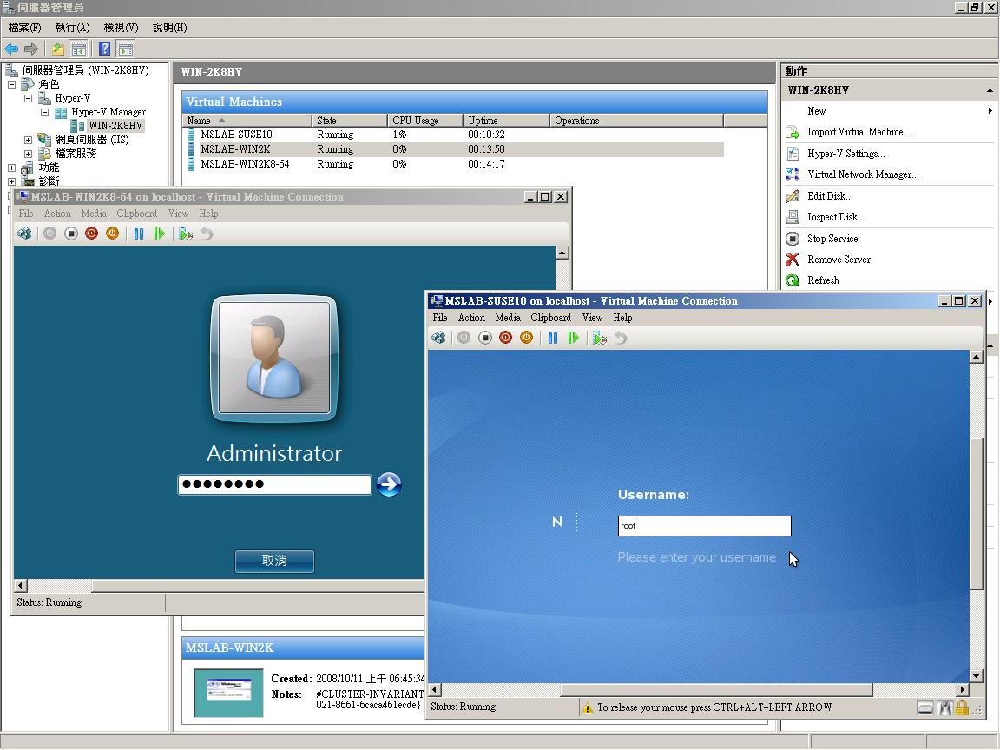 伺服器管理員
檔案(F) 執行(A) 檢視(V) 說明(H)
伺服器管理員 (WIN-2K8HV)
角色
Hyper-V
Hyper-V Manager
WIN-2K8HV
網頁伺服器 (IIS)
檔案服務
功能
診斷
WIN-2K8HV
Virtual Machines
Name State CPU Usage Uptime Operations
MSLAB-SUSE10 Running 1% 00:10:32
MSLAB-WIN2K Running 0% 00:13:50
MSLAB-WIN2K8-64 Running 0% 00:14:17
動作
WIN-2K8HV
New
Import Virtual Machine...
Hyper-V Settings...
Virtual Network Manager...
Edit Disk...
Inspect Disk...
Stop Service
Remove Server
Refresh
MSLAB-WIN2K8-64 on localhost - Virtual Machine Connection
File Action Media Clipboard View Help
Administrator
取消
Status: Running
MSLAB-SUSE10 on localhost - Virtual Machine Connection
File Action Media Clipboard View Help
Username:
N
root
Please enter your username
Status: Running
To release your mouse press CTRL+ALT+LEFT ARROW
MSLAB-WIN2K
Created: 2008/10/11 上午 06:45:34
Notes: #CLUSTER-INVARIANT
021-8661-6caca461ecde}